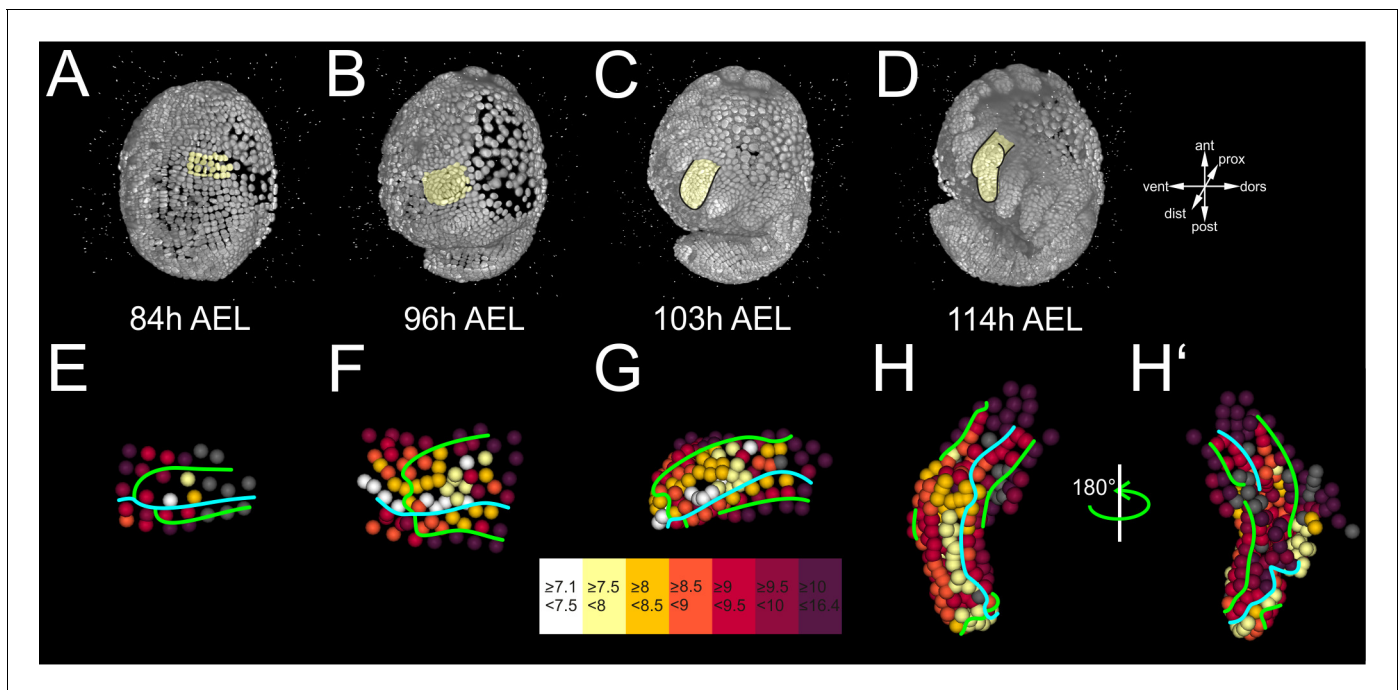 A
B
C
D
ant
prox
vent
dors
dist
post
84h AEL
96h AEL
103h AEL
114h AEL
E
F
G
H
H‘
180°
≥7.1 ≥7.5 ≥8 ≥8.5 ≥9 ≥9.5 ≥10
<7.5 <8 <8.5 <9 <9.5 <10 ≤16.4